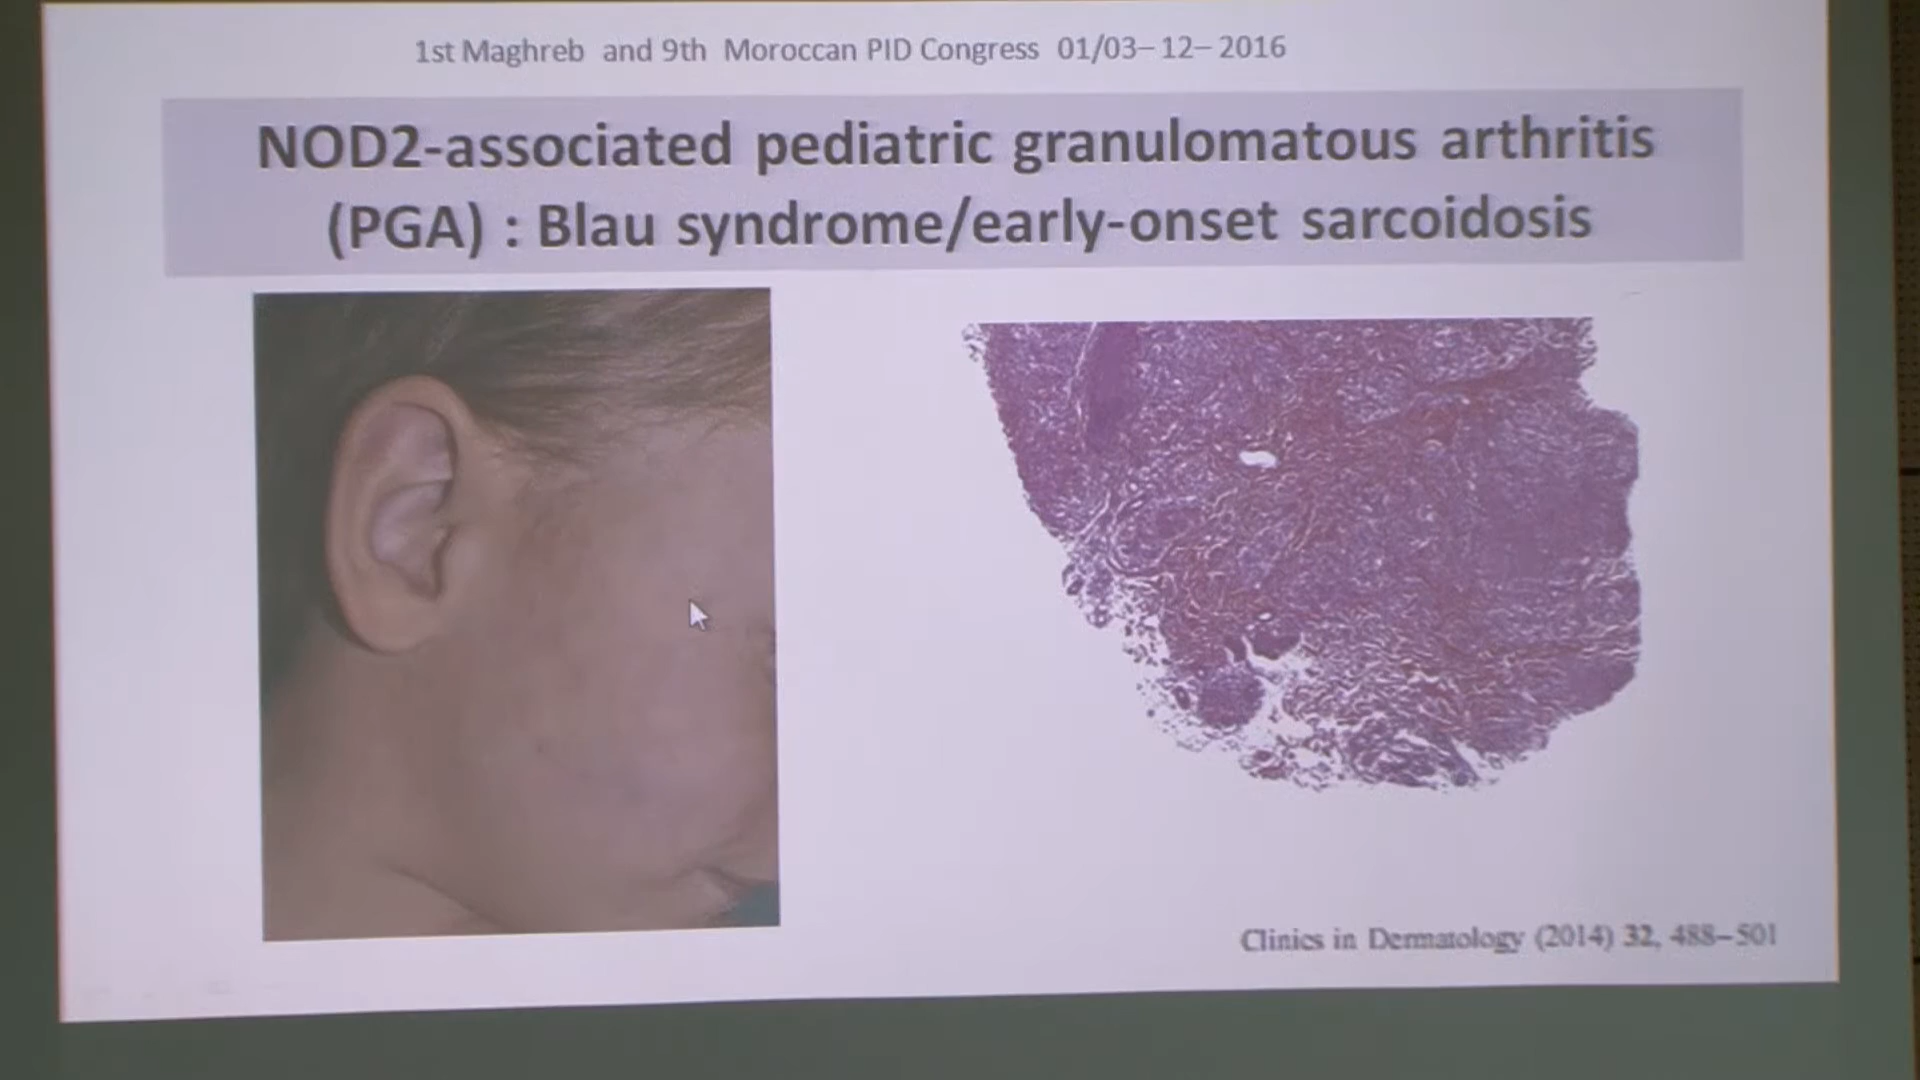 1st Maghreb and 9th Moroccan PID Congress 01/03–12–2016
NOD2-associated pediatric granulomatous arthritis
(PGA) : Blau syndrome/early-onset sarcoidosis
Clinics in Dermatology (2014) 32, 488–501